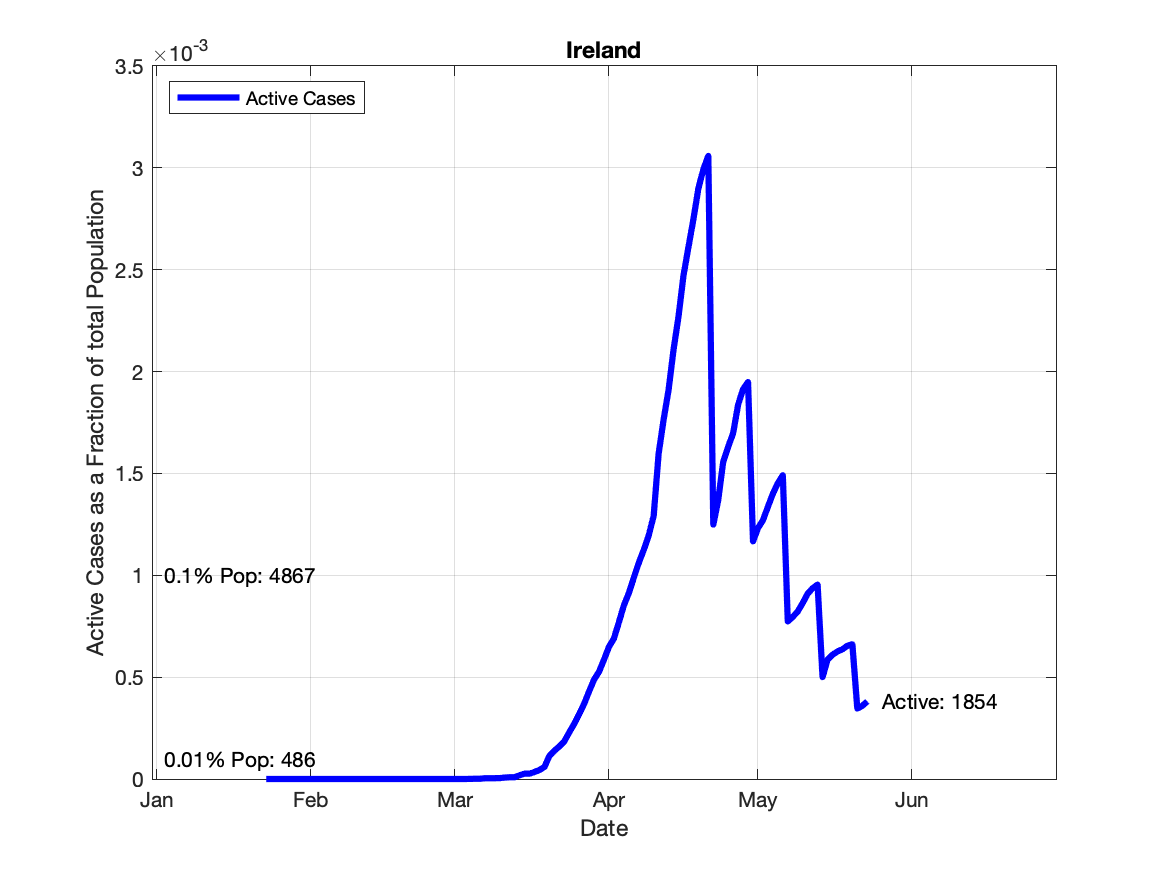 Ireland
×10-3
3.5
3
2.5
2
1.5
1
0.5
0
Active Cases as a Fraction of total Population
Active Cases
0.1% Pop: 4867
0.01% Pop: 486
Active: 1854
Jan Feb Mar Apr May Jun
Date